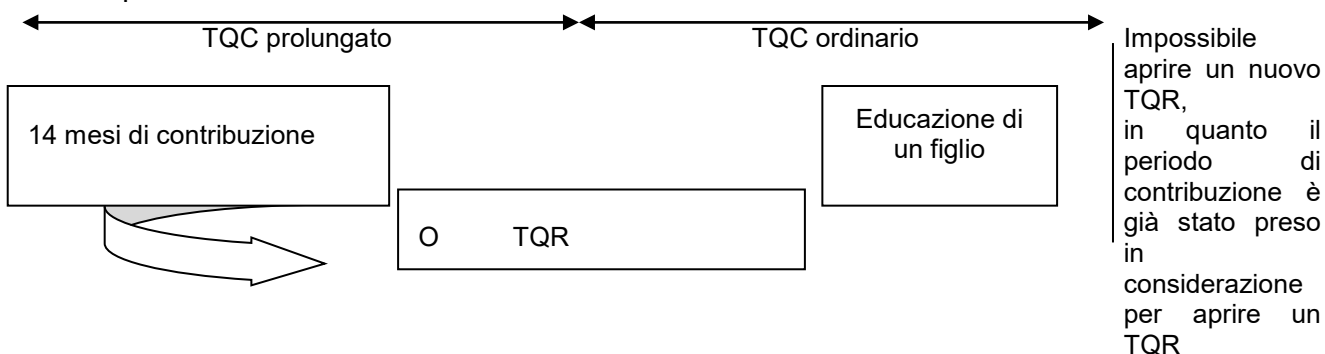 TQC prolungato
TQC ordinario
14 mesi di contribuzione
O TQR
Educazione di
un figlio
Impossibile
aprire un nuovo
TQR,
in quanto il
periodo di
contribuzione è
già stato preso
in
considerazione
per aprire un
TQR